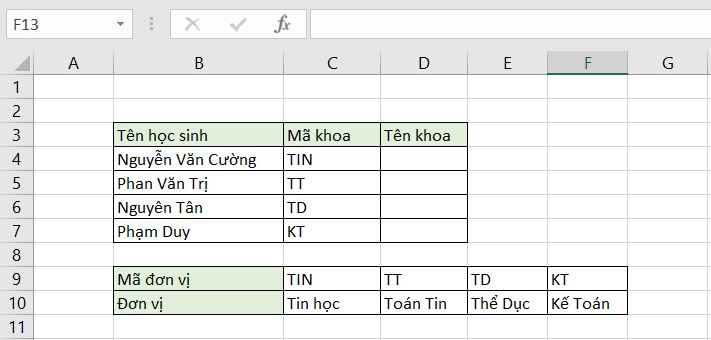 F13 fx
A B C D E F G
1
2
3 Tên học sinh Mã khoa Tên khoa
4 Nguyễn Văn Cường TIN
5 Phan Văn Trị TT
6 Nguyên Tân TD
7 Phạm Duy KT
8
9 Mã đơn vị TIN TT TD KT
10 Đơn vị Tin học Toán Tin Thể Dục Kế Toán
11